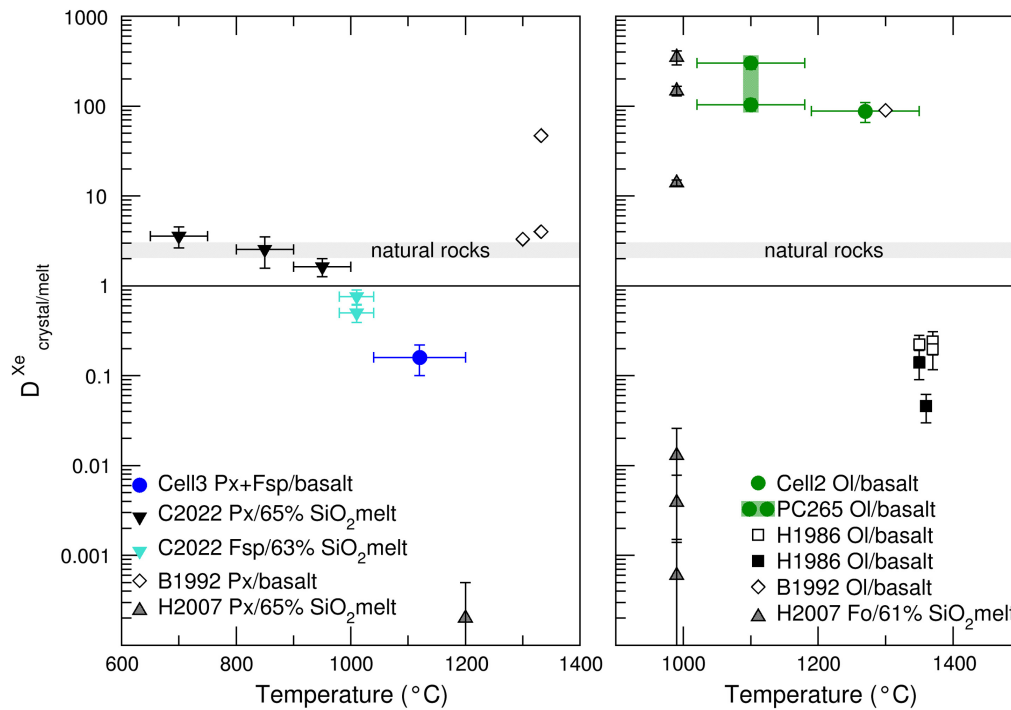 1000
100
10
1
0.1
0.01
0.001
D Xe crystal/melt
natural rocks
Cell3 Px+Fsp/basalt
C2022 Px/65% SiO2melt
C2022 Fsp/63% SiO2melt
B1992 Px/basalt
H2007 Px/65% SiO2melt
600 800 1000 1200 1400
Temperature (°C)
natural rocks
Cell2 Ol/basalt
PC265 Ol/basalt
H1986 Ol/basalt
H1986 Ol/basalt
B1992 Ol/basalt
H2007 Fo/61% SiO2melt
1000 1200 1400
Temperature (°C)